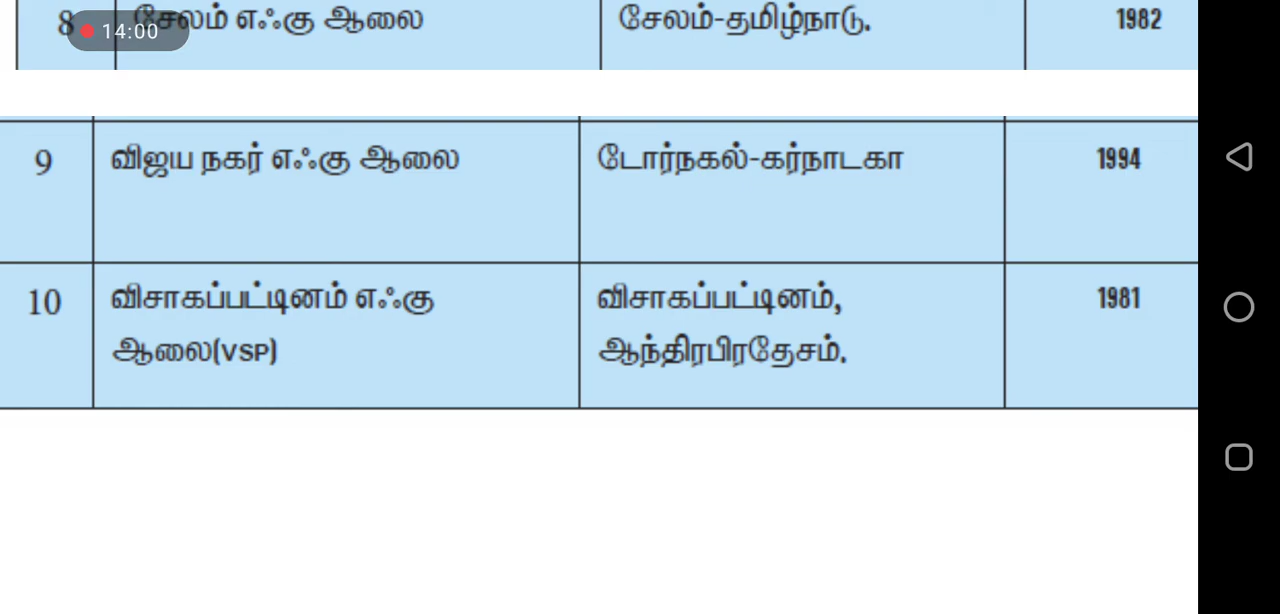 8 சேலம் எஃகு ஆலை சேலம்-தமிழ்நாடு. 1982
14:00
9 விஜய நகர் எஃகு ஆலை டோர்நகல்-கர்நாடகா 1994
10 விசாகப்பட்டினம் எஃகு விசாகப்பட்டினம், 1981
ஆலை(VSP) ஆந்திரபிரதேசம்.